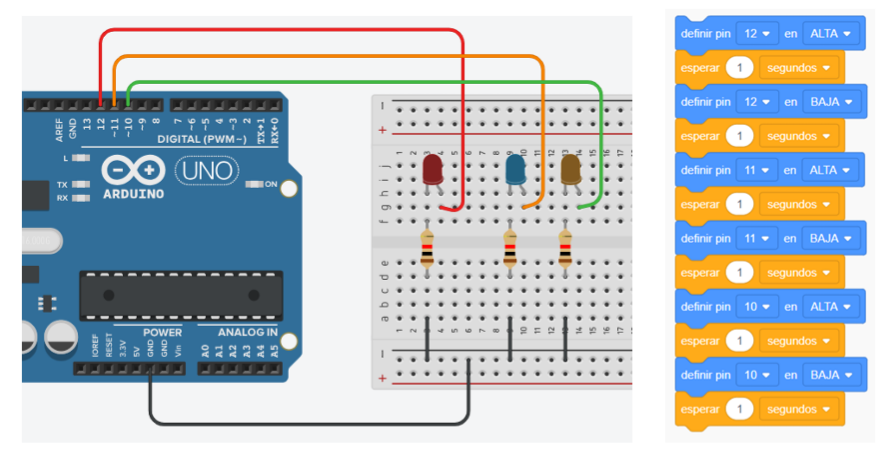 AREF
GND
13
12
~11
~10
~9
8
7
~6
~5
4
~3
2
TX→1
RX←0
DIGITAL (PWM~)
L
TX
RX
UNO
ON
ARDUINO
POWER
ANALOG IN
IOREF
RESET
3.3V
5V
GND
GND
Vin
A0
A1
A2
A3
A4
A5
definir pin 12 en ALTA
esperar 1 segundos
definir pin 12 en BAJA
esperar 1 segundos
definir pin 11 en ALTA
esperar 1 segundos
definir pin 11 en BAJA
esperar 1 segundos
definir pin 10 en ALTA
esperar 1 segundos
definir pin 10 en BAJA
esperar 1 segundos